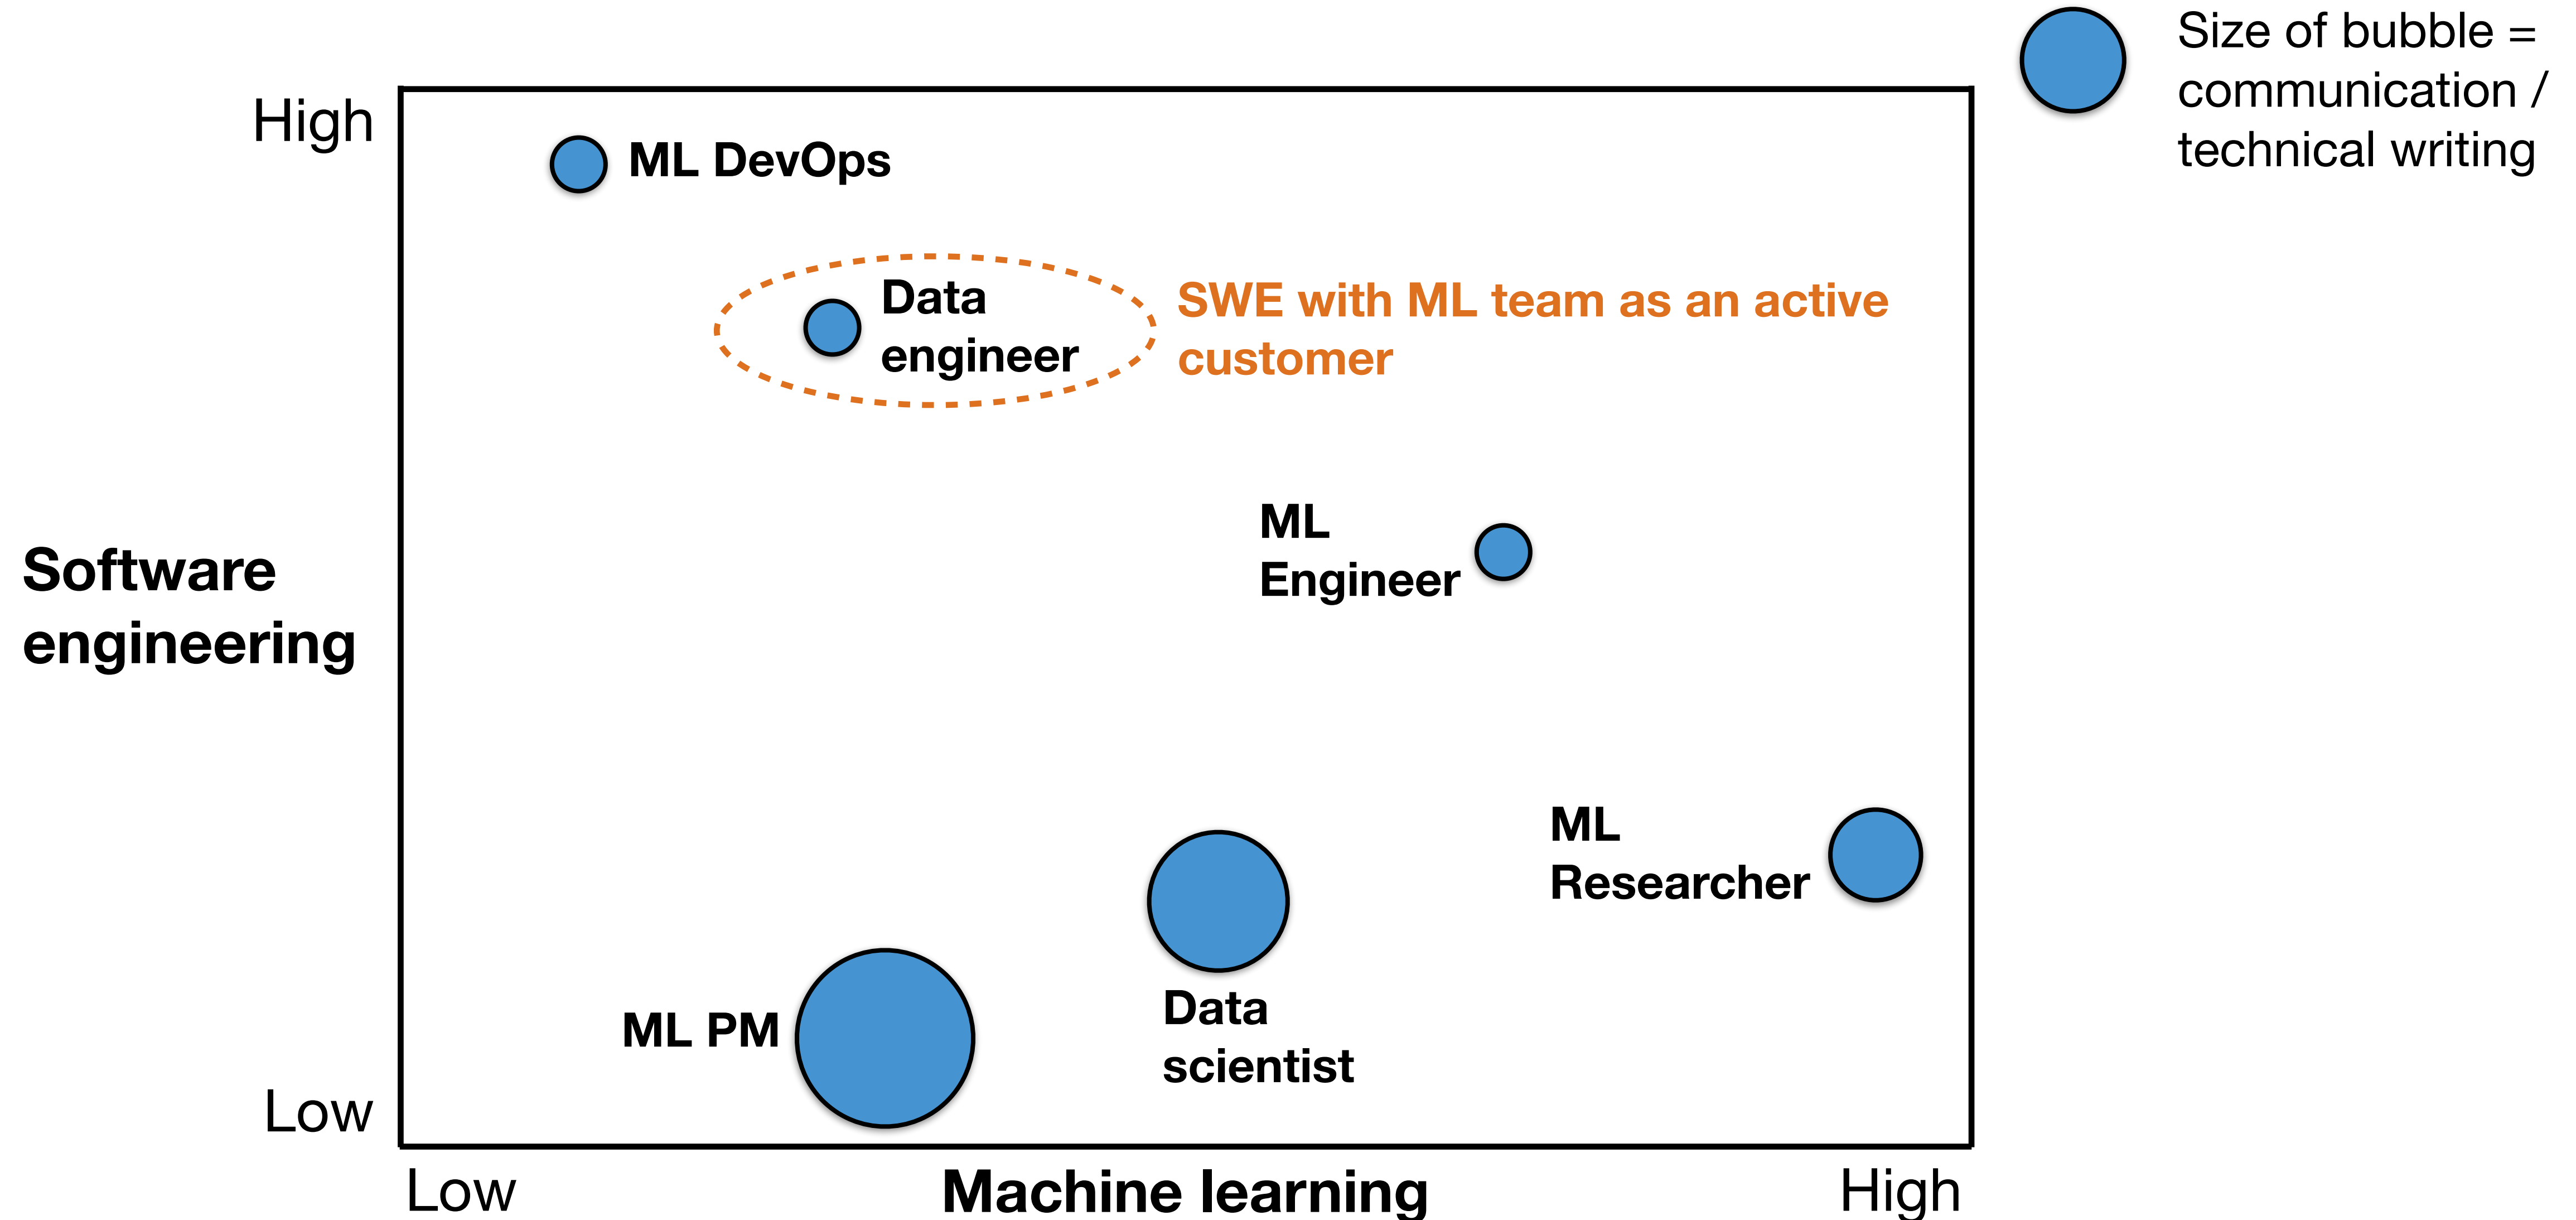 Size of bubble =
communication /
technical writing
High
ML DevOps
Data
engineer
SWE with ML team as an active
customer
ML
Engineer
Software
engineering
ML
Researcher
Data
scientist
ML PM
Low
Low
Machine learning
High